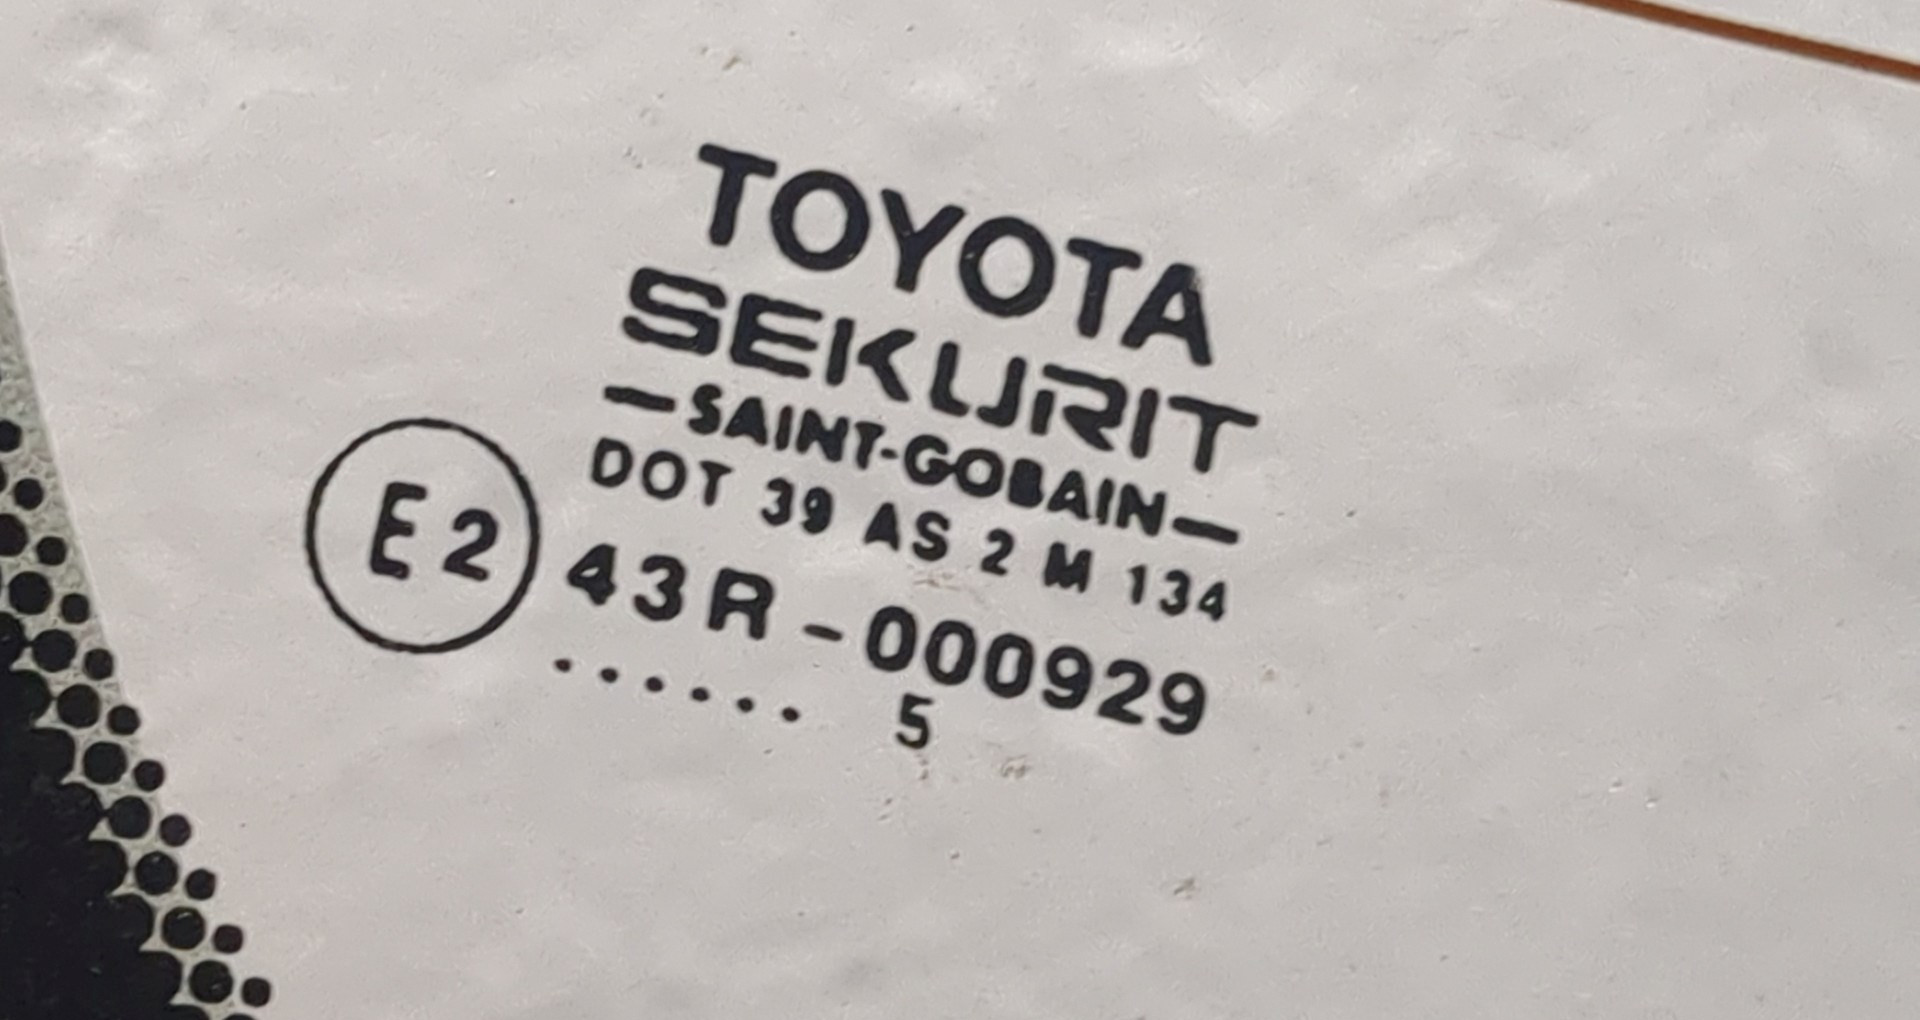 TOYOTA
SEKURIT
—SAINT-GOBAIN—
DOT 39 AS 2 M 134
E2 43R-000929
...... 5